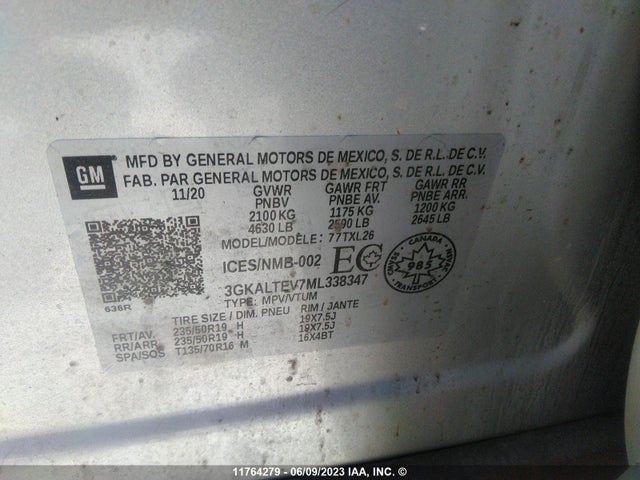 GM
MFD BY GENERAL MOTORS DE MEXICO, S. DE R.L. DE C.V.
FAB. PAR GENERAL MOTORS DE MEXICO, S. DE R.L. DE C.V.
11/20 GVWR GAWR FRT GAWR RR
PNBV PNBE AV. PNBE ARR.
2100 KG 1175 KG 1200 KG
4630 LB 2590 LB 2645 LB
MODEL/MODELE: 77TXL26
ICES/NMB-002 EC
CANADA
985
TRANSPORT
3GKALTEV7ML338347
636R
TYPE: MPV/VTUM
TIRE SIZE / DIM. PNEU RIM / JANTE
FRT/AV. 235/50R19 H 19X7.5J
RR/ARR. 235/50R19 H 19X7.5J
SPA/SOS T135/70R16 M 16X4BT
11764279 - 06/09/2023 IAA, INC. ©